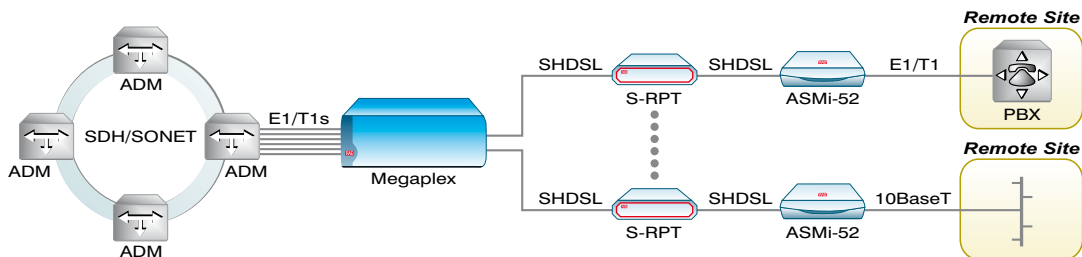 ADM
ADM
SDH/SONET
ADM
ADM
E1/T1s
Megaplex
SHDSL
S-RPT
SHDSL
ASMi-52
E1/T1
Remote Site
PBX
SHDSL
S-RPT
SHDSL
ASMi-52
10BaseT
Remote Site